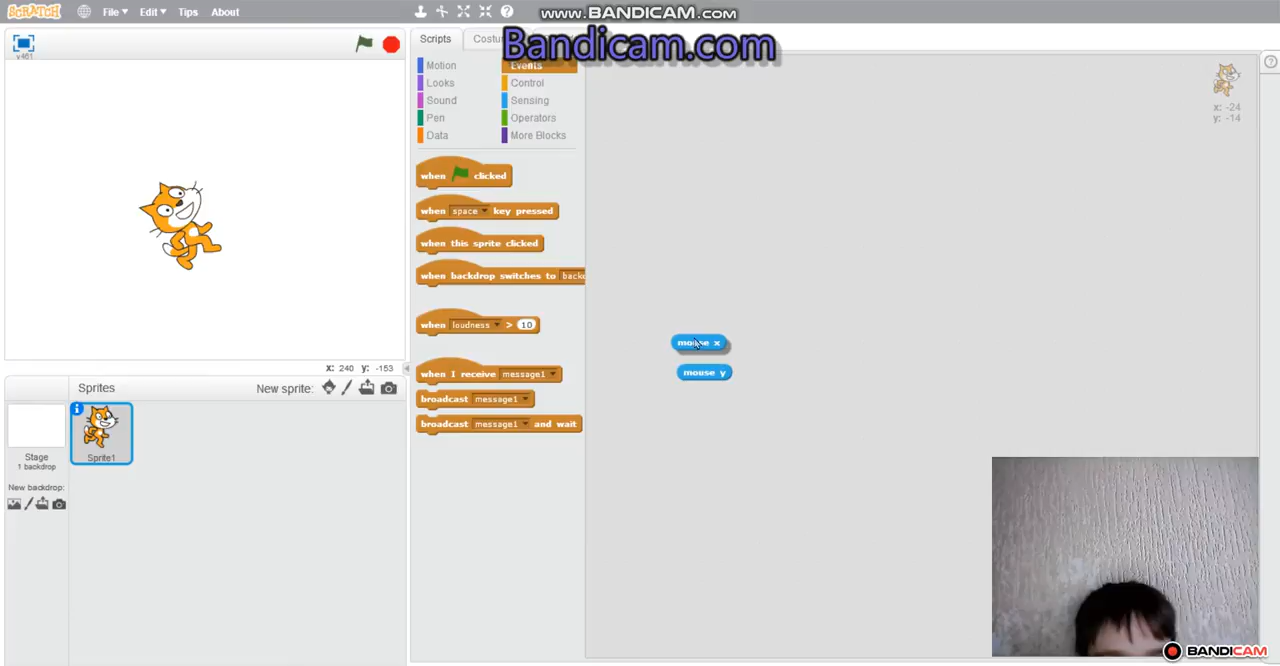 SCRATCH File Edit Tips About
www.BANDICAM.com
Bandicam.com
v461
Scripts Costu
Motion Events
Looks Control
Sound Sensing
Pen Operators
Data More Blocks
when clicked
when space key pressed
when this sprite clicked
when backdrop switches to
when loudness > 10
when I receive message1
broadcast message1
broadcast message1 and wait
mouse x
mouse y
x: -24
y: -14
x: 240 y: -153
Sprites New sprite:
Stage
1 backdrop
Sprite1
New backdrop:
BANDICAM